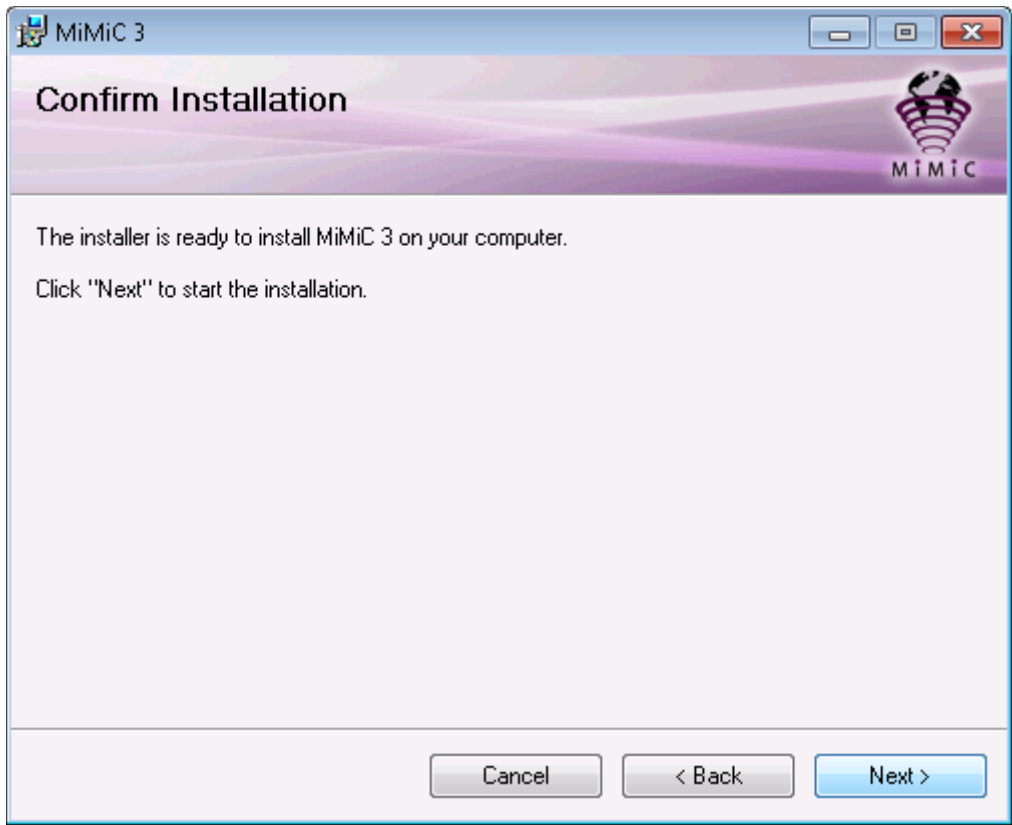 MiMiC 3
Confirm Installation
MiMiC
The installer is ready to install MiMiC 3 on your computer.
Click "Next" to start the installation.
Cancel
< Back
Next >